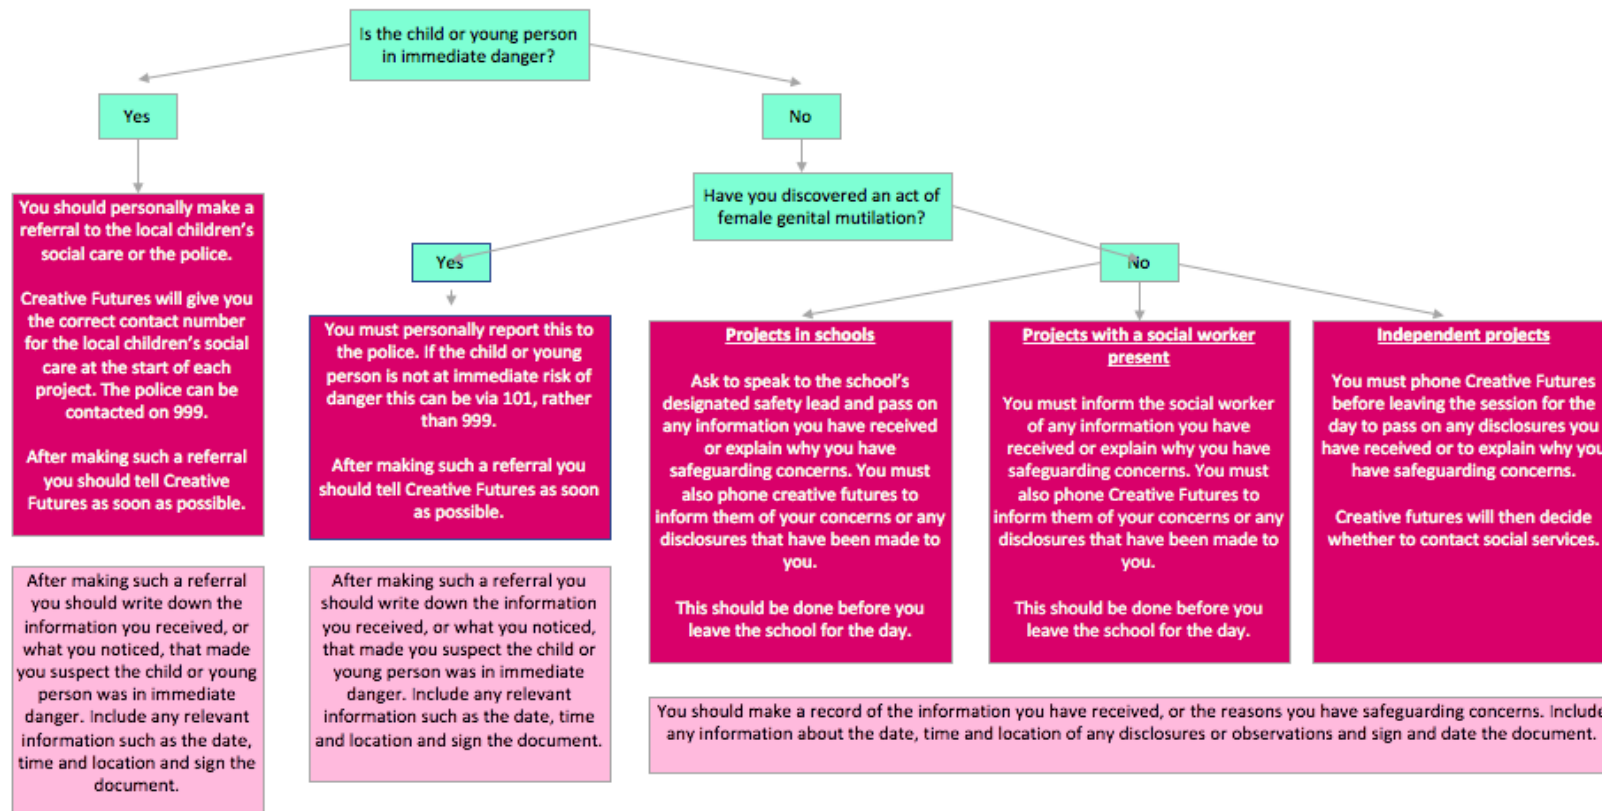 Is the child or young person
in immediate danger?
Yes
No
Have you discovered an act of
female genital mutilation?
Yes
No
You should personally make a
referral to the local children's
social care or the police.
Creative Futures will give you
the correct contact number
for the local children's social
care at the start of each
project. The police can be
contacted on 999.
After making such a referral
you should tell Creative
Futures as soon as possible.
You must personally report this to
the police. If the child or young
person is not at immediate risk of
danger this can be via 101, rather
than 999.
After making such a referral you
should tell Creative Futures as soon
as possible.
Projects in schools
Ask to speak to the school's
designated safety lead and pass on
any information you have received
or explain why you have
safeguarding concerns. You must
also phone creative futures to
inform them of your concerns or any
disclosures that have been made to
you.
This should be done before you
leave the school for the day.
Projects with a social worker
present
You must inform the social worker
of any information you have
received or explain why you have
safeguarding concerns. You must
also phone Creative Futures to
inform them of your concerns or any
disclosures that have been made to
you.
This should be done before you
leave the school for the day.
Independent projects
You must phone Creative Futures
before leaving the session for the
day to pass on any disclosures you
have received or to explain why you
have safeguarding concerns.
Creative futures will then decide
whether to contact social services.
After making such a referral
you should write down the
information you received, or
what you noticed, that made
you suspect the child or young
person was in immediate
danger. Include any relevant
information such as the date,
time and location and sign the
document.
After making such a referral you
should write down the information
you received, or what you noticed,
that made you suspect the child or
young person was in immediate
danger. Include any relevant
information such as the date, time
and location and sign the document.
You should make a record of the information you have received, or the reasons you have safeguarding concerns. Include
any information about the date, time and location of any disclosures or observations and sign and date the document.